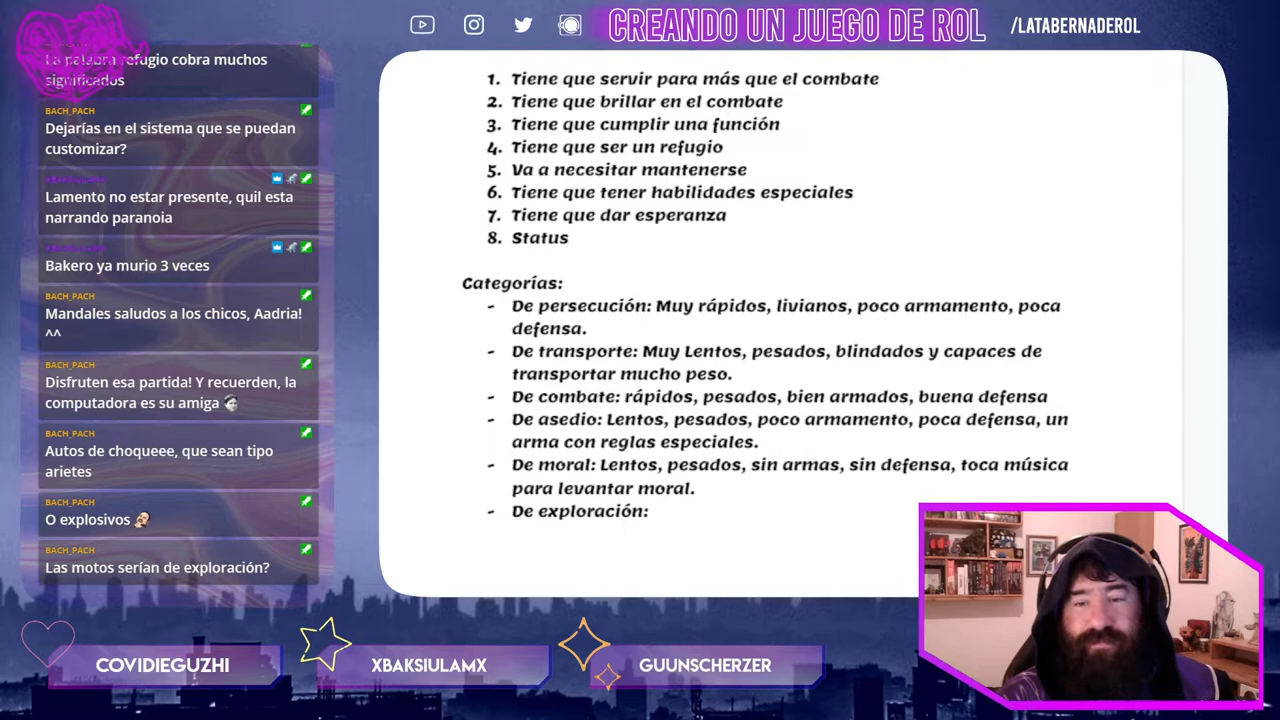 CREANDO UN JUEGO DE ROL
/LATABERNADEROL
La palabra refugio cobra muchos
significados
BACH_PACH
Dejarías en el sistema que se puedan
customizar?
Lamento no estar presente, quil esta
narrando paranoia
Bakero ya murio 3 veces
BACH_PACH
Mandales saludos a los chicos, Aadria!
^^
BACH_PACH
Disfruten esa partida! Y recuerden, la
computadora es su amiga
BACH_PACH
Autos de choqueee, que sean tipo
arietes
BACH_PACH
O explosivos
BACH_PACH
Las motos serían de exploración?
1. Tiene que servir para más que el combate
2. Tiene que brillar en el combate
3. Tiene que cumplir una función
4. Tiene que ser un refugio
5. Va a necesitar mantenerse
6. Tiene que tener habilidades especiales
7. Tiene que dar esperanza
8. Status
Categorías:
- De persecución: Muy rápidos, livianos, poco armamento, poca
defensa.
- De transporte: Muy Lentos, pesados, blindados y capaces de
transportar mucho peso.
- De combate: rápidos, pesados, bien armados, buena defensa
- De asedio: Lentos, pesados, poco armamento, poca defensa, un
arma con reglas especiales.
- De moral: Lentos, pesados, sin armas, sin defensa, toca música
para levantar moral.
- De exploración:
COVIDIEGUZHI
XBAKSIULAMX
GUUNSCHERZER